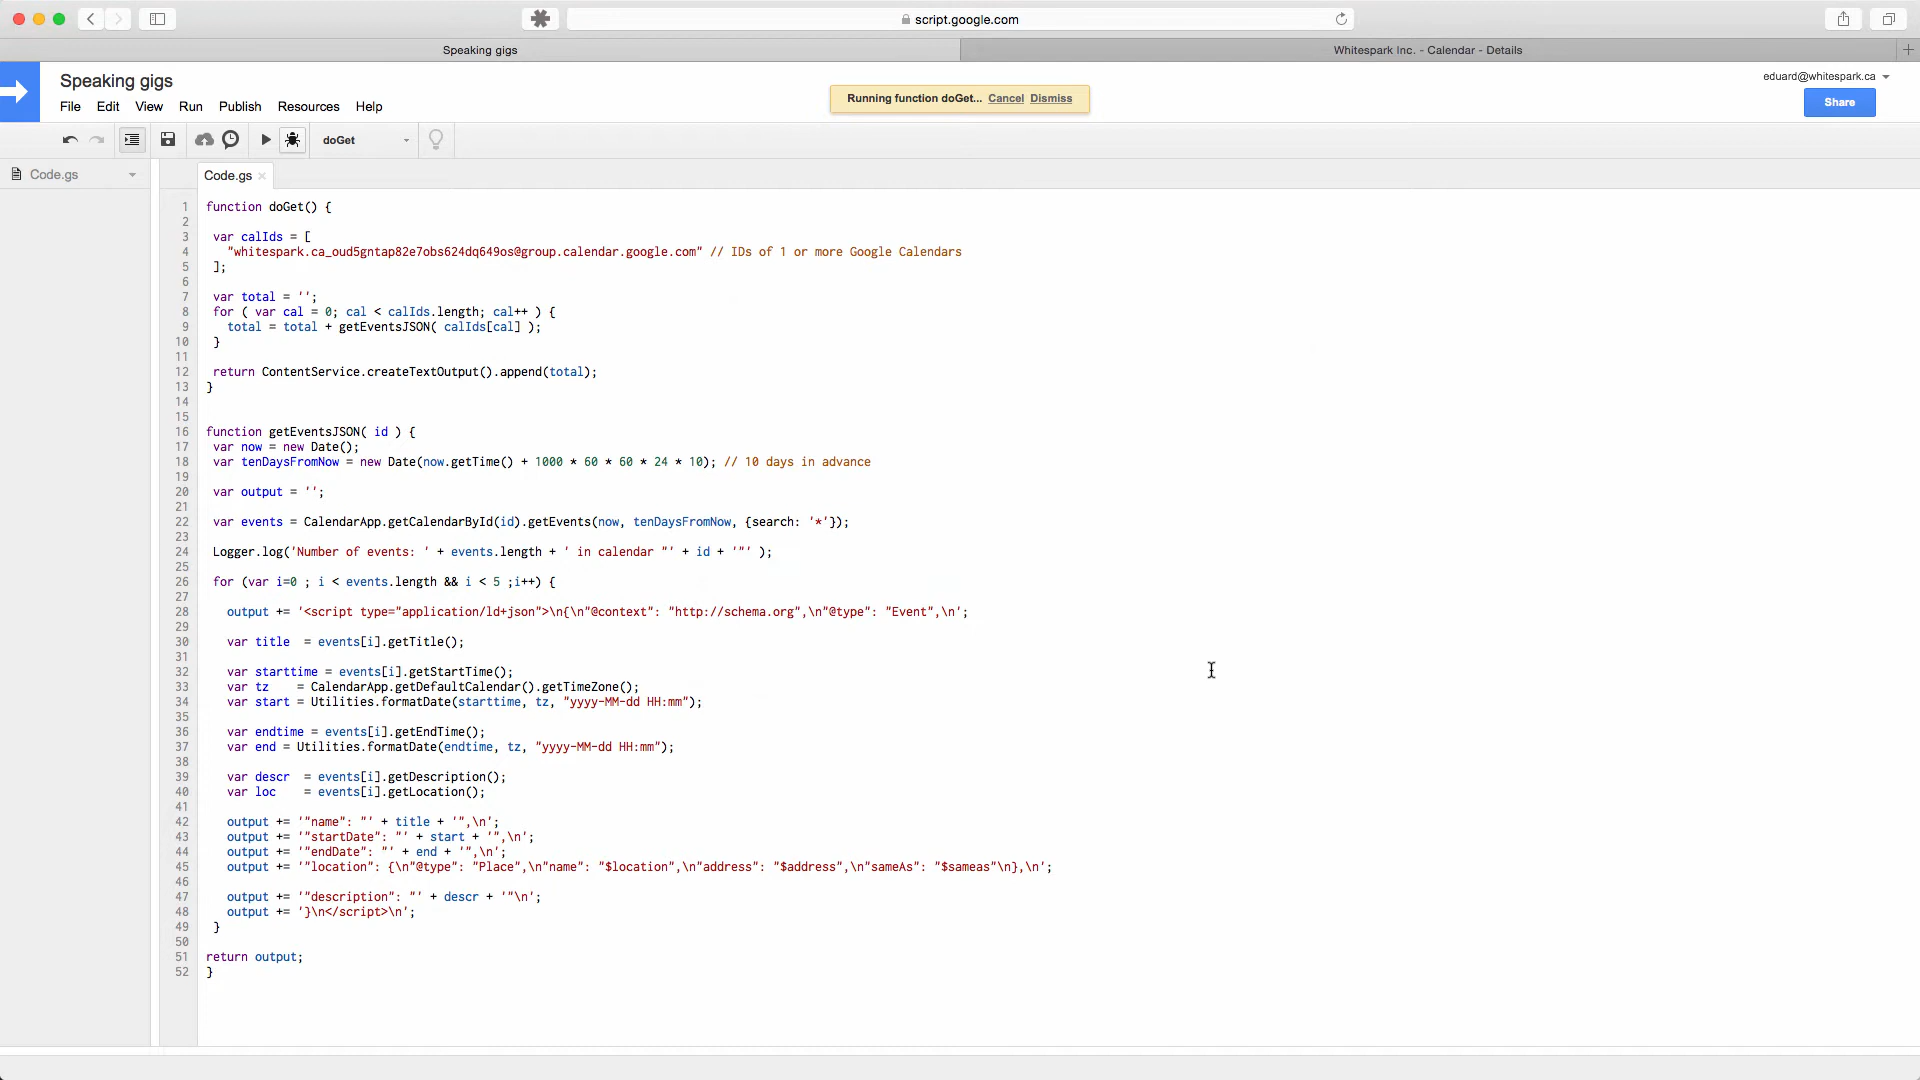 script.google.com
Speaking gigs
Whitespark Inc. - Calendar - Details
Speaking gigs
eduard@whitespark.ca
File Edit View Run Publish Resources Help
Running function doGet... Cancel Dismiss
Share
doGet
Code.gs
Code.gs
1 function doGet() {
2
3 var calIds = [
4 "whitespark.ca_oud5gntap82e7obs624dq649os@group.calendar.google.com" // IDs of 1 or more Google Calendars
5 ];
6
7 var total = '';
8 for ( var cal = 0; cal < calIds.length; cal++ ) {
9 total = total + getEventsJSON( calIds[cal] );
10 }
11
12 return ContentService.createTextOutput().append(total);
13 }
14
15
16 function getEventsJSON( id ) {
17 var now = new Date();
18 var tenDaysFromNow = new Date(now.getTime() + 1000 * 60 * 60 * 24 * 10); // 10 days in advance
19
20 var output = '';
21
22 var events = CalendarApp.getCalendarById(id).getEvents(now, tenDaysFromNow, {search: '*'});
23
24 Logger.log('Number of events: ' + events.length + ' in calendar "' + id + '"' );
25
26 for (var i=0 ; i < events.length && i < 5 ;i++) {
27
28 output += '<script type="application/ld+json">\n{\n"@context": "http://schema.org",\n"@type": "Event",\n';
29
30 var title = events[i].getTitle();
31
32 var starttime = events[i].getStartTime();
33 var tz = CalendarApp.getDefaultCalendar().getTimeZone();
34 var start = Utilities.formatDate(starttime, tz, "yyyy-MM-dd HH:mm");
35
36 var endtime = events[i].getEndTime();
37 var end = Utilities.formatDate(endtime, tz, "yyyy-MM-dd HH:mm");
38
39 var descr = events[i].getDescription();
40 var loc = events[i].getLocation();
41
42 output += '"name": "' + title + '",\n';
43 output += '"startDate": "' + start + '",\n';
44 output += '"endDate": "' + end + '",\n';
45 output += '"location": {\n"@type": "Place",\n"name": "$location",\n"address": "$address",\n"sameAs": "$sameas"\n},\n';
46
47 output += '"description": "' + descr + '"\n';
48 output += '}\n</script>\n';
49 }
50
51 return output;
52 }